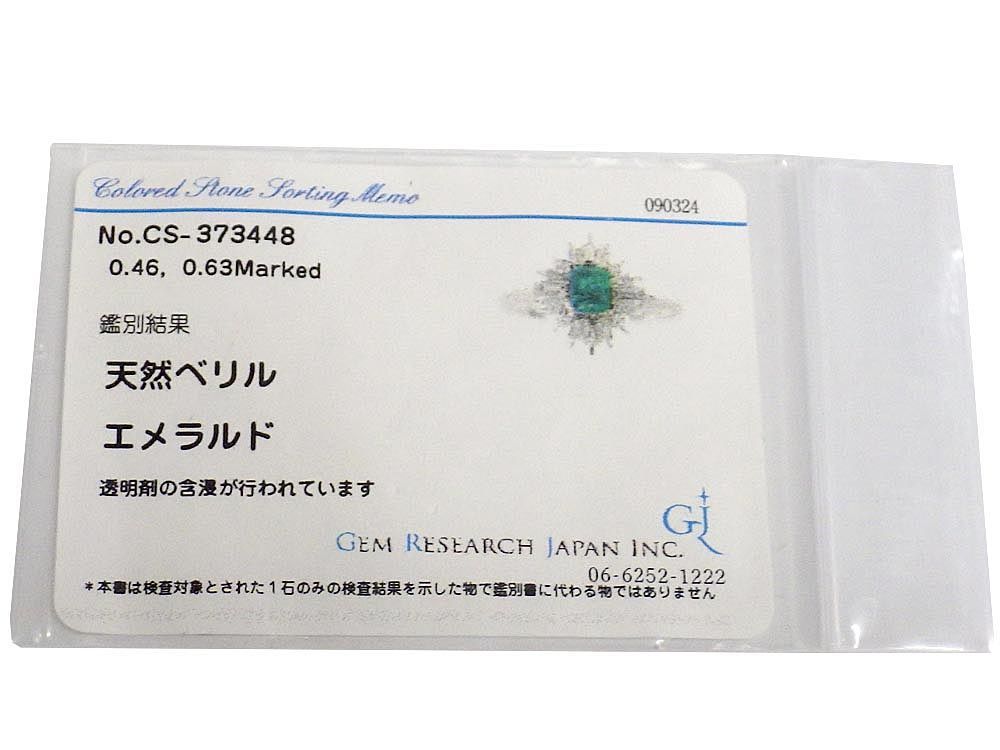 Colored Stone Sorting Memo
090324
No.CS-373448
0.46, 0.63Marked
鑑別結果
天然ベリル
エメラルド
透明剤の含浸が行われています
GJ
GEM RESEARCH JAPAN INC.
06-6252-1222
*本書は検査対象とされた1石のみの検査結果を示した物で鑑別書に代わる物ではありません